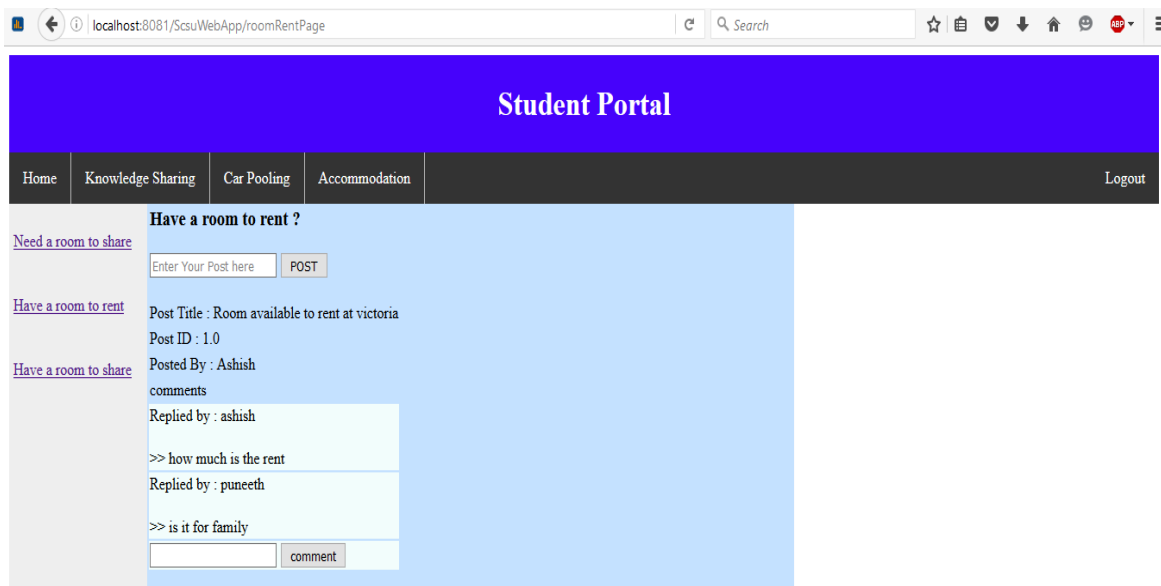 localhost:8081/ScsuWebApp/roomRentPage
Search
ABP
Student Portal
Home Knowledge Sharing Car Pooling Accommodation Logout
Need a room to share
Have a room to rent
Have a room to share
Have a room to rent ?
Enter Your Post here POST
Post Title : Room available to rent at victoria
Post ID : 1.0
Posted By : Ashish
comments
Replied by : ashish
>> how much is the rent
Replied by : puneeth
>> is it for family
comment